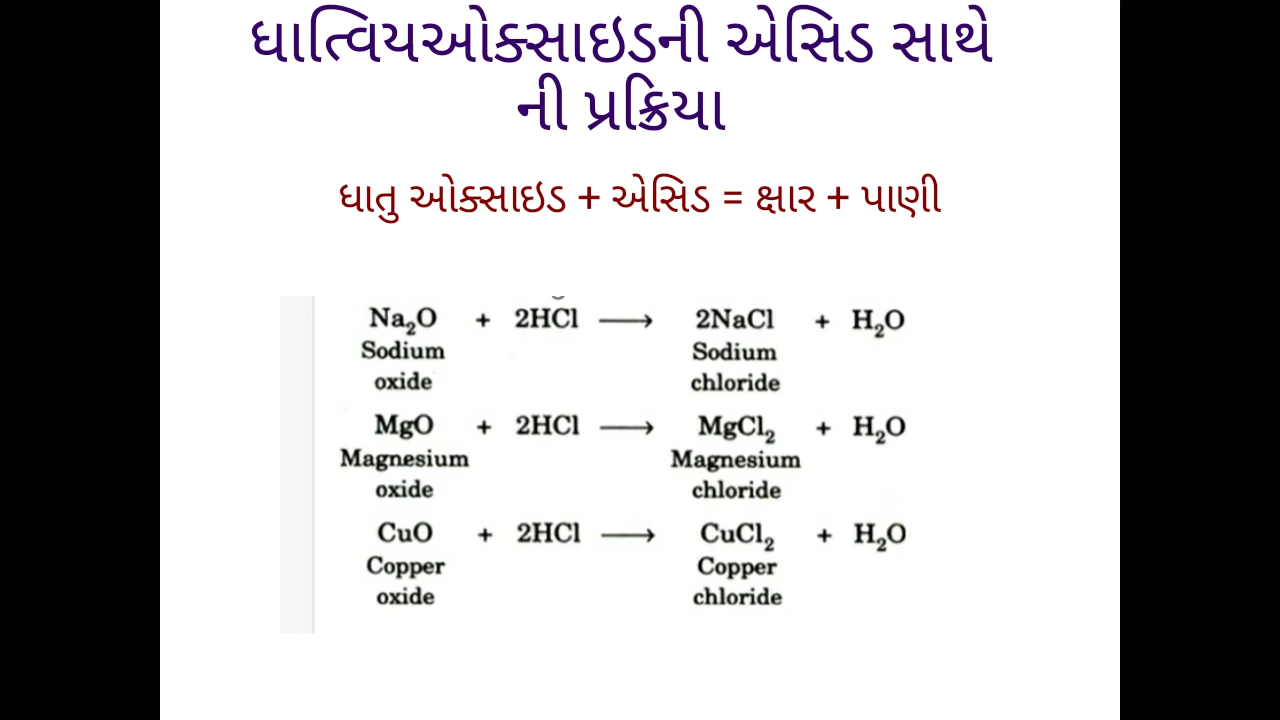 ધાત્વિયઓક્સાઇડની એસિડ સાથે
ની પ્રક્રિયા
ધાતુ ઓક્સાઇડ + એસિડ = ક્ષાર + પાણી
Na₂O + 2HCl ⟶ 2NaCl + H₂O
Sodium Sodium
oxide chloride
MgO + 2HCl ⟶ MgCl₂ + H₂O
Magnesium Magnesium
oxide chloride
CuO + 2HCl ⟶ CuCl₂ + H₂O
Copper Copper
oxide chloride